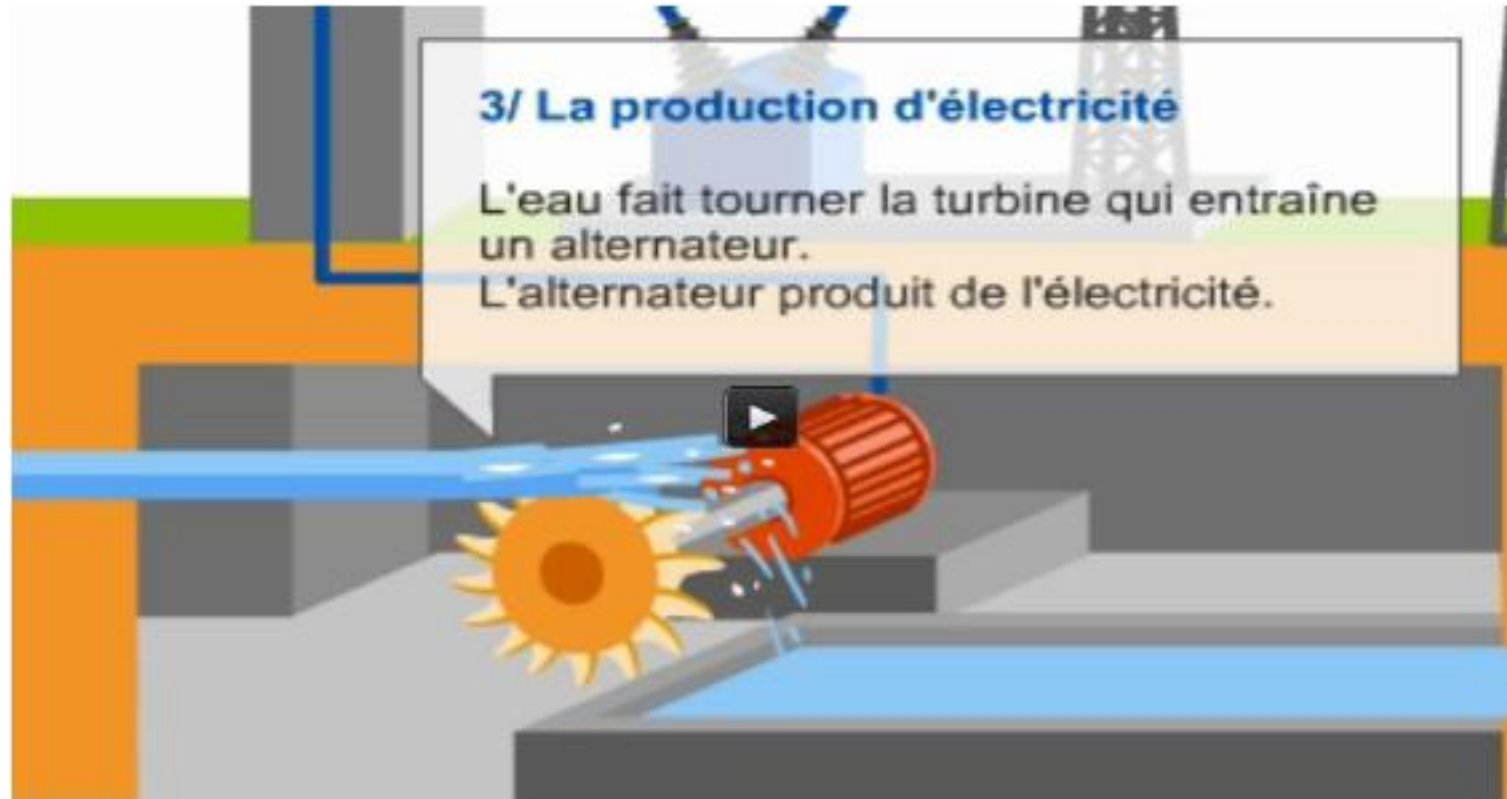 3/ La production d'électricité
L'eau fait tourner la turbine qui entraîne
un alternateur.
L'alternateur produit de l'électricité.